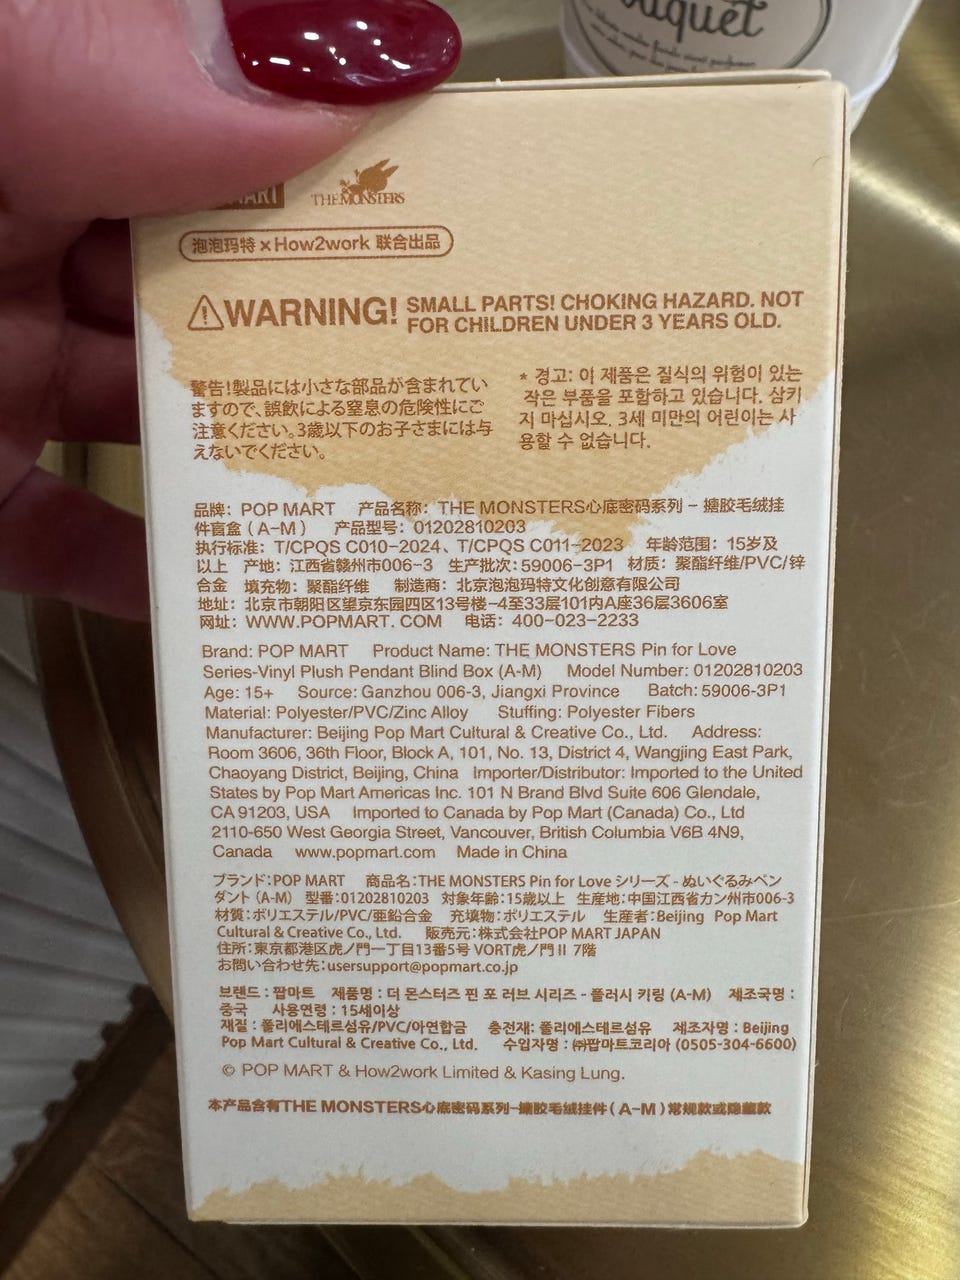 MART
THE MONSTERS
泡泡玛特×How2work 联合出品
WARNING! SMALL PARTS! CHOKING HAZARD. NOT
FOR CHILDREN UNDER 3 YEARS OLD.
警告!製品には小さな部品が含まれてい
ますので、誤飲による窒息の危険性にご
注意ください。3歳以下のお子さまには与
えないでください。
* 경고: 이 제품은 질식의 위험이 있는
작은 부품을 포함하고 있습니다. 삼키
지 마십시오. 3세 미만의 어린이는 사
용할 수 없습니다.
品牌: POP MART 产品名称: THE MONSTERS心底密码系列 - 搪胶毛绒挂
件盲盒 (A-M) 产品型号: 01202810203
执行标准: T/CPQS C010-2024、T/CPQS C011-2023 年龄范围: 15岁及
以上 产地: 江西省赣州市006-3 生产批次:59006-3P1 材质: 聚酯纤维/PVC/锌
合金 填充物: 聚酯纤维 制造商: 北京泡泡玛特文化创意有限公司
地址: 北京市朝阳区望京东园四区13号楼-4至33层101内A座36层3606室
网址: WWW.POPMART.COM 电话: 400-023-2233
Brand: POP MART Product Name: THE MONSTERS Pin for Love
Series-Vinyl Plush Pendant Blind Box (A-M) Model Number: 01202810203
Age: 15+ Source: Ganzhou 006-3, Jiangxi Province Batch: 59006-3P1
Material: Polyester/PVC/Zinc Alloy Stuffing: Polyester Fibers
Manufacturer: Beijing Pop Mart Cultural & Creative Co., Ltd. Address:
Room 3606, 36th Floor, Block A, 101, No. 13, District 4, Wangjing East Park,
Chaoyang District, Beijing, China Importer/Distributor: Imported to the United
States by Pop Mart Americas Inc. 101 N Brand Blvd Suite 606 Glendale,
CA 91203, USA Imported to Canada by Pop Mart (Canada) Co., Ltd
2110-650 West Georgia Street, Vancouver, British Columbia V6B 4N9,
Canada www.popmart.com Made in China
ブランド:POP MART 商品名:THE MONSTERS Pin for Love シリーズ - ぬいぐるみペン
ダント (A-M) 型番:01202810203 対象年齢:15歳以上 生産地:中国江西省カン州市006-3
材質:ポリエステル/PVC/亜鉛合金 充填物:ポリエステル 生産者:Beijing Pop Mart
Cultural & Creative Co., Ltd. 販売元:株式会社POP MART JAPAN
住所:東京都港区虎ノ門一丁目13番5号 VORT虎ノ門 II 7階
お問い合わせ先:usersupport@popmart.co.jp
브랜드 : 팝마트 제품명 : 더 몬스터즈 핀 포 러브 시리즈 - 플러시 키링 (A-M) 제조국명 :
중국 사용연령 : 15세이상
재질 : 폴리에스테르섬유/PVC/아연합금 충전재: 폴리에스테르섬유 제조자명 : Beijing
Pop Mart Cultural & Creative Co., Ltd. 수입자명 : ㈜팝마트코리아 (0505-304-6600)
© POP MART & How2work Limited & Kasing Lung.
本产品含有THE MONSTERS心底密码系列-搪胶毛绒挂件(A-M)常规款或隐藏款